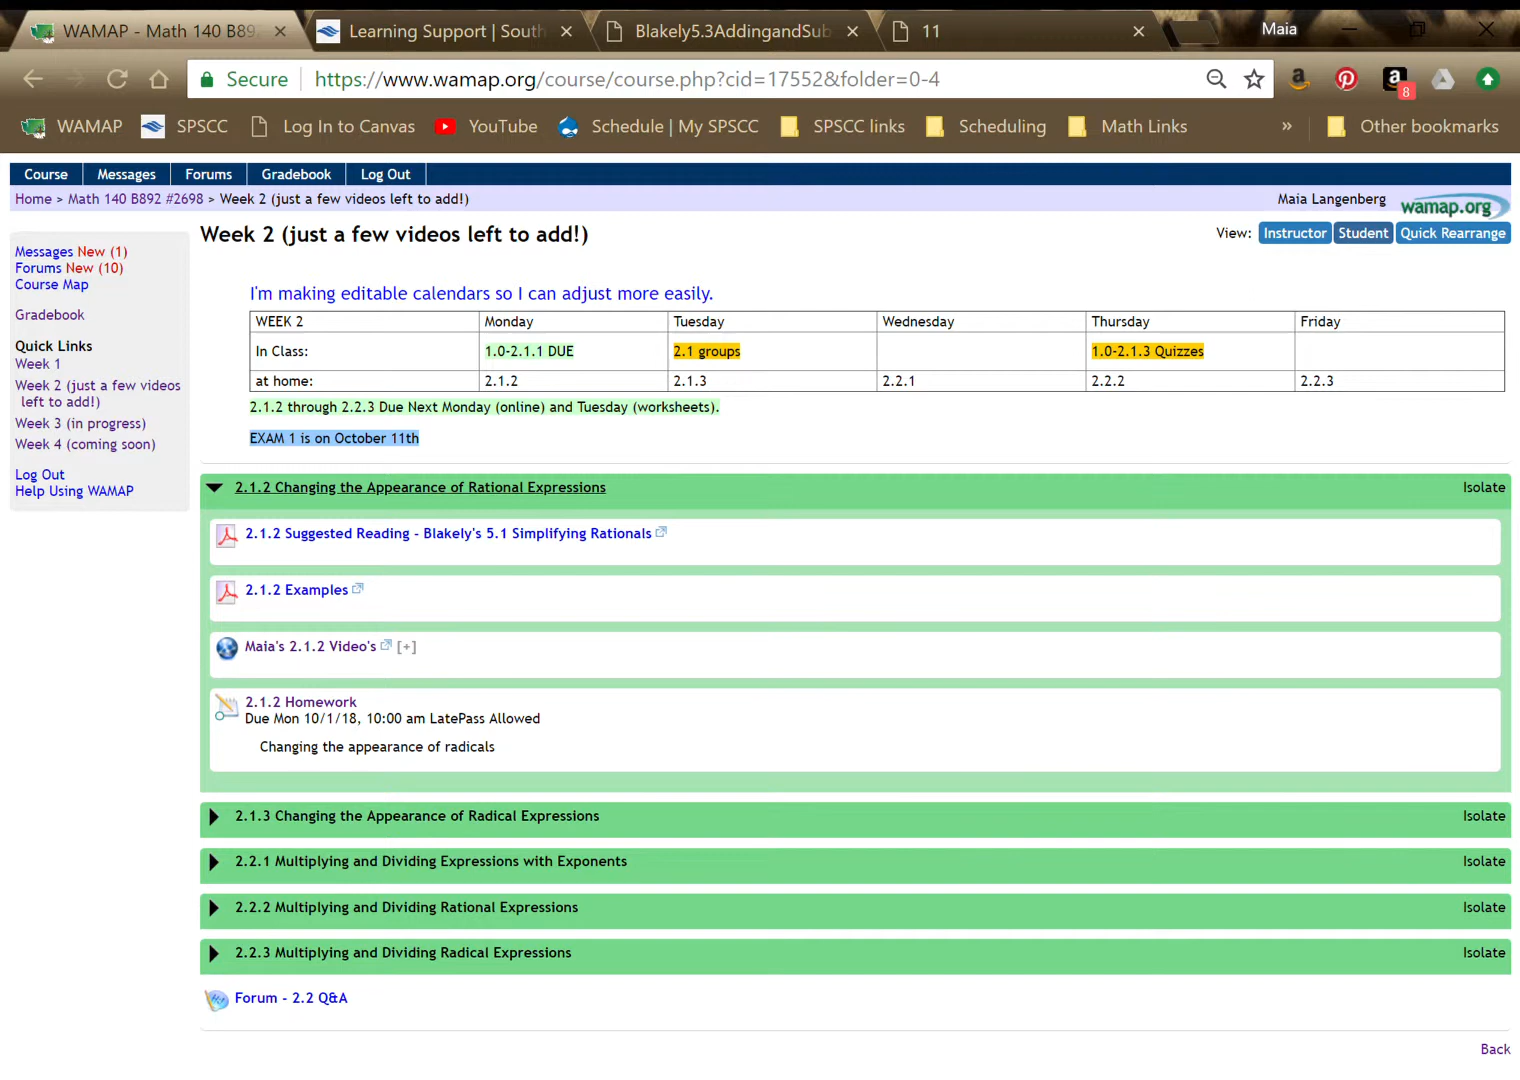 WAMAP - Math 140 B89
Learning Support | South
Blakely5.3AddingandSub
11
Maia
Secure
https://www.wamap.org/course/course.php?cid=17552&folder=0-4
8
WAMAP
SPSCC
Log In to Canvas
YouTube
Schedule | My SPSCC
SPSCC links
Scheduling
Math Links
»
Other bookmarks
Course
Messages
Forums
Gradebook
Log Out
Home > Math 140 B892 #2698 > Week 2 (just a few videos left to add!)
Maia Langenberg
wamap.org
Messages New (1)
Forums New (10)
Course Map
Gradebook
Quick Links
Week 1
Week 2 (just a few videos
left to add!)
Week 3 (in progress)
Week 4 (coming soon)
Log Out
Help Using WAMAP
Week 2 (just a few videos left to add!)
View: Instructor Student Quick Rearrange
I'm making editable calendars so I can adjust more easily.
WEEK 2 Monday Tuesday Wednesday Thursday Friday
In Class: 1.0-2.1.1 DUE 2.1 groups 1.0-2.1.3 Quizzes
at home: 2.1.2 2.1.3 2.2.1 2.2.2 2.2.3
2.1.2 through 2.2.3 Due Next Monday (online) and Tuesday (worksheets).
EXAM 1 is on October 11th
2.1.2 Changing the Appearance of Rational Expressions Isolate
2.1.2 Suggested Reading - Blakely's 5.1 Simplifying Rationals
2.1.2 Examples
Maia's 2.1.2 Video's [+]
2.1.2 Homework
Due Mon 10/1/18, 10:00 am LatePass Allowed
Changing the appearance of radicals
2.1.3 Changing the Appearance of Radical Expressions Isolate
2.2.1 Multiplying and Dividing Expressions with Exponents Isolate
2.2.2 Multiplying and Dividing Rational Expressions Isolate
2.2.3 Multiplying and Dividing Radical Expressions Isolate
Forum - 2.2 Q&A
Back